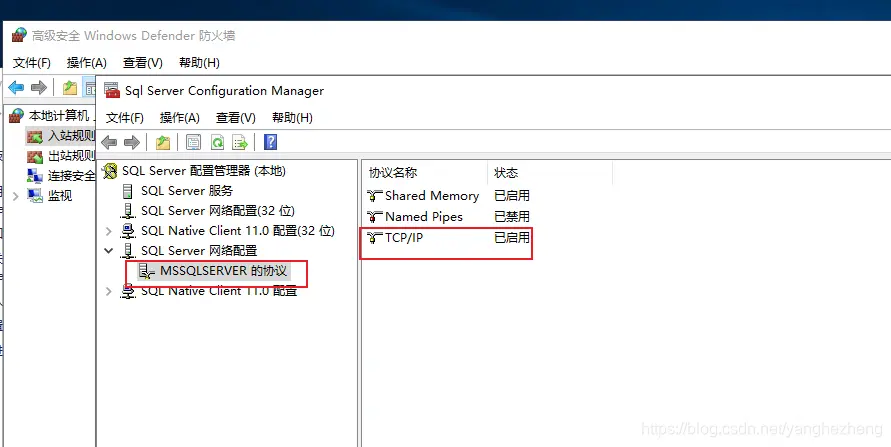 高级安全 Windows Defender 防火墙
文件(F) 操作(A) 查看(V) 帮助(H)
Sql Server Configuration Manager
文件(F) 操作(A) 查看(V) 帮助(H)
本地计算机
入站规则
出站规则
连接安全
监视
SQL Server 配置管理器 (本地)
SQL Server 服务
SQL Server 网络配置(32 位)
SQL Native Client 11.0 配置(32 位)
SQL Server 网络配置
MSSQLSERVER 的协议
SQL Native Client 11.0 配置
协议名称 状态
Shared Memory 已启用
Named Pipes 已禁用
TCP/IP 已启用
https://blog.csdn.net/yanghezheng